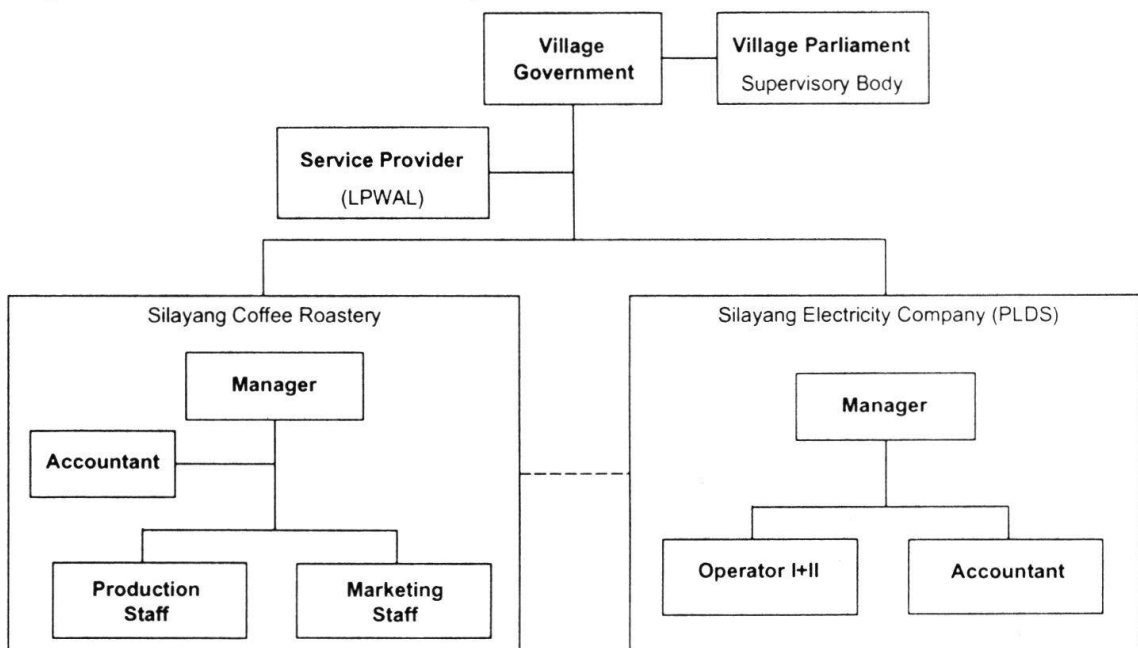 Village
Government
Village Parliament
Supervisory Body
Service Provider
(LPWAL)
Silayang Coffee Roastery
Manager
Accountant
Production
Staff
Marketing
Staff
Silayang Electricity Company (PLDS)
Manager
Operator I+II
Accountant